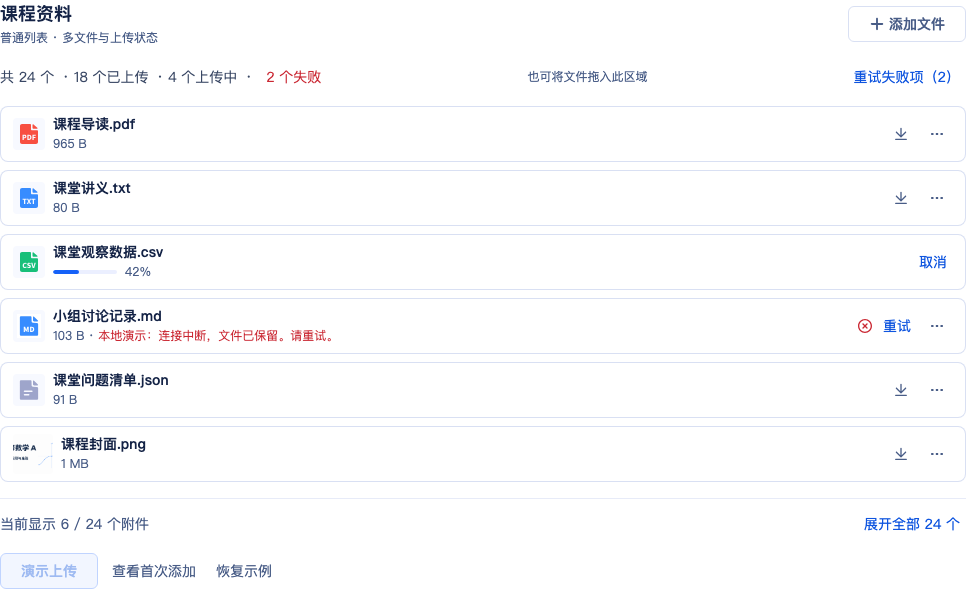 课程资料
普通列表 · 多文件与上传状态
添加文件
共 24 个 · 18 个已上传 · 4 个上传中 · 2 个失败
也可将文件拖入此区域
重试失败项（2）
PDF
课程导读.pdf
965 B
TXT
课堂讲义.txt
80 B
CSV
课堂观察数据.csv
42%
取消
MD
小组讨论记录.md
103 B · 本地演示：连接中断，文件已保留。请重试。
重试
课堂问题清单.json
91 B
数学 A
课程封面.png
1 MB
当前显示 6 / 24 个附件
展开全部 24 个
演示上传
查看首次添加
恢复示例